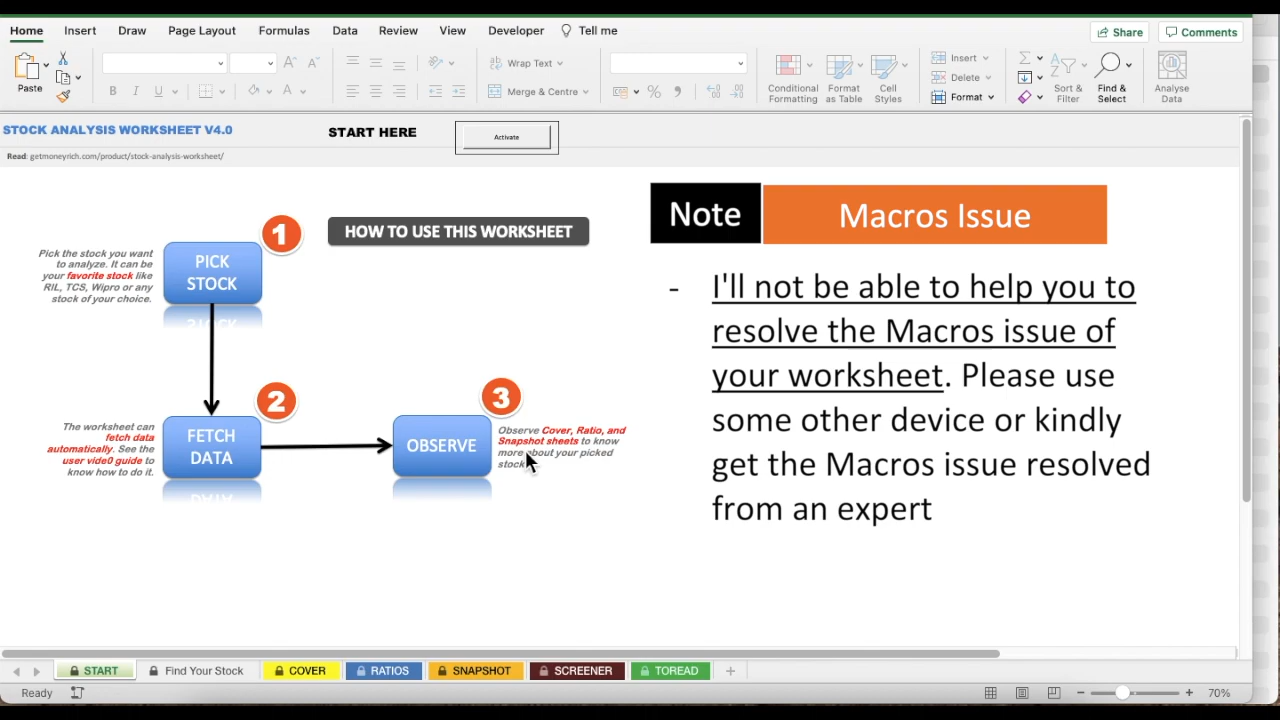 Home Insert Draw Page Layout Formulas Data Review View Developer Tell me Share Comments
Paste
Wrap Text
Merge & Centre
Conditional Formatting
Format as Table
Cell Styles
Insert
Delete
Format
Sort & Filter
Find & Select
Analyse Data
STOCK ANALYSIS WORKSHEET V4.0
START HERE
Activate
Read: getmoneyrich.com/product/stock-analysis-worksheet/
HOW TO USE THIS WORKSHEET
1
PICK
STOCK
Pick the stock you want
to analyze. It can be
your favorite stock like
RIL, TCS, Wipro or any
stock of your choice.
2
FETCH
DATA
The worksheet can
fetch data
automatically. See the
user vide0 guide to
know how to do it.
3
OBSERVE
Observe Cover, Ratio, and
Snapshot sheets to know
more about your picked
stock
Note
Macros Issue
- I'll not be able to help you to
resolve the Macros issue of
your worksheet. Please use
some other device or kindly
get the Macros issue resolved
from an expert
START Find Your Stock COVER RATIOS SNAPSHOT SCREENER TOREAD
Ready
70%